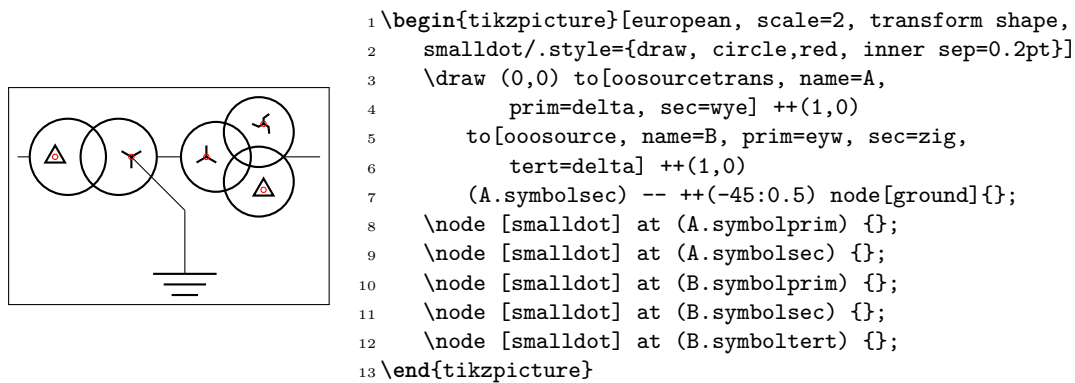 1 \begin{tikzpicture}[european, scale=2, transform shape,
2 smalldot/.style={draw, circle,red, inner sep=0.2pt}]
3 \draw (0,0) to[oosourcetrans, name=A,
4 prim=delta, sec=wye] ++(1,0)
5 to[ooosource, name=B, prim=eyw, sec=zig,
6 tert=delta] ++(1,0)
7 (A.symbolsec) -- ++(-45:0.5) node[ground]{};
8 \node [smalldot] at (A.symbolprim) {};
9 \node [smalldot] at (A.symbolsec) {};
10 \node [smalldot] at (B.symbolprim) {};
11 \node [smalldot] at (B.symbolsec) {};
12 \node [smalldot] at (B.symboltert) {};
13 \end{tikzpicture}